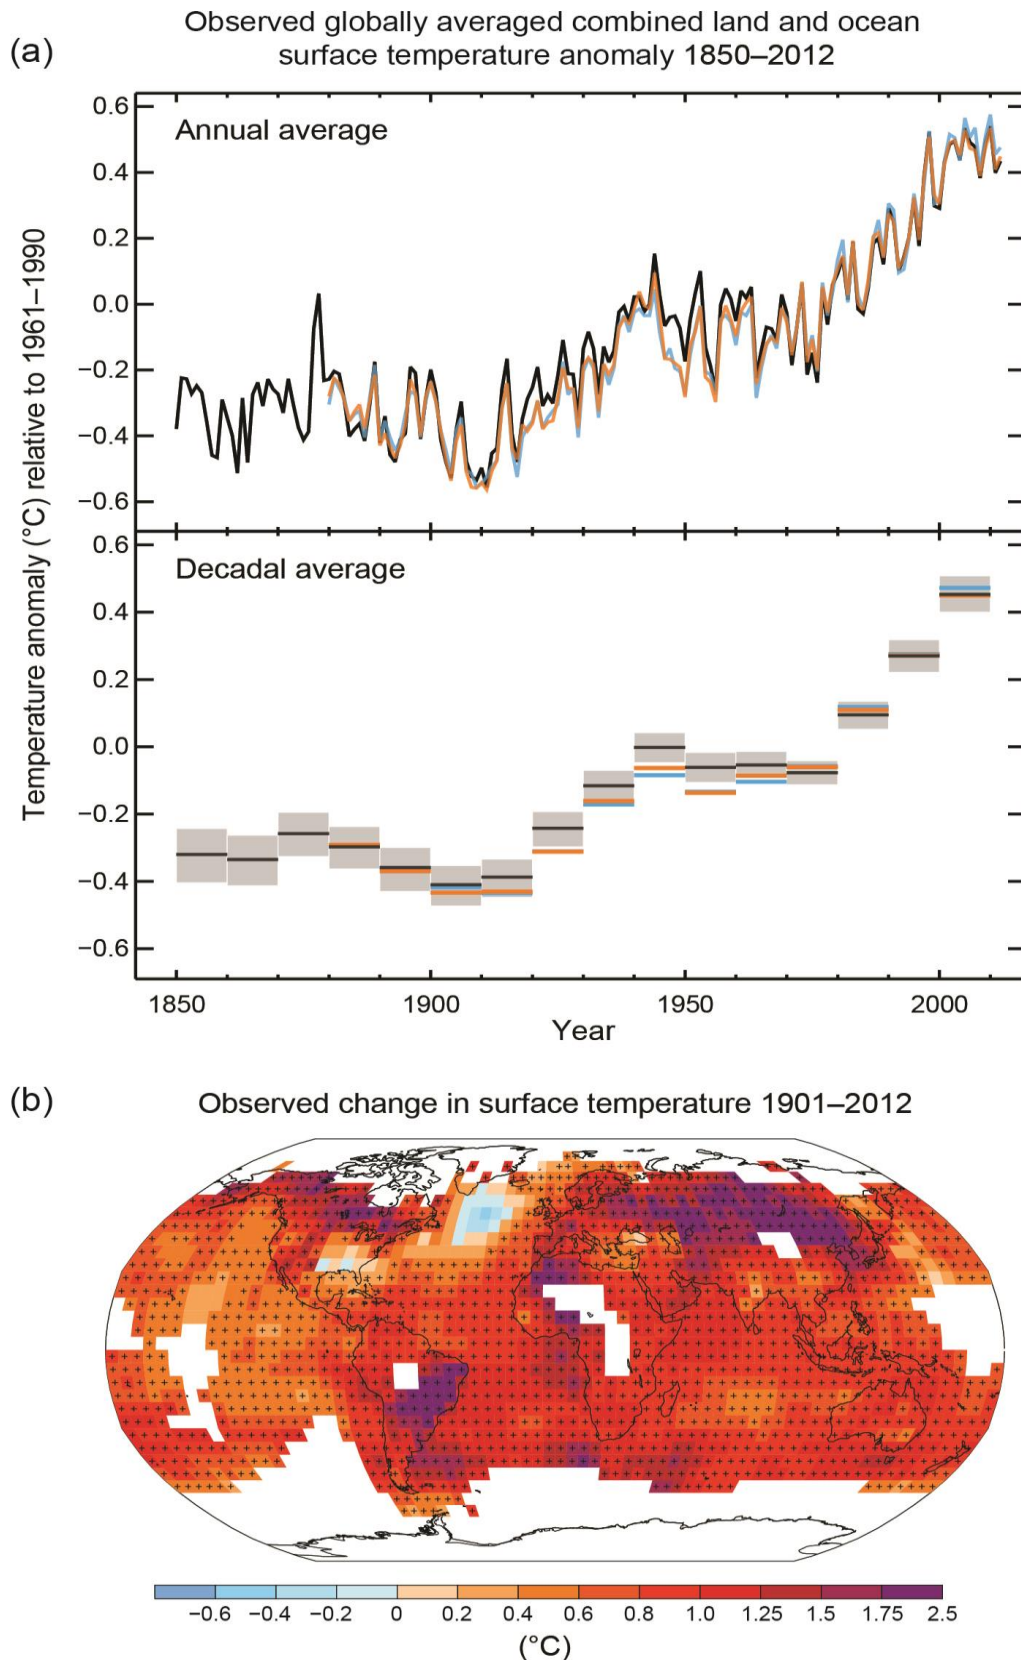 (a)
Observed globally averaged combined land and ocean
surface temperature anomaly 1850–2012
Temperature anomaly (°C) relative to 1961–1990
Annual average
0.6
0.4
0.2
0.0
−0.2
−0.4
−0.6
Decadal average
0.6
0.4
0.2
0.0
−0.2
−0.4
−0.6
1850 1900 1950 2000
Year
(b)
Observed change in surface temperature 1901–2012
−0.6 −0.4 −0.2 0 0.2 0.4 0.6 0.8 1.0 1.25 1.5 1.75 2.5
(°C)